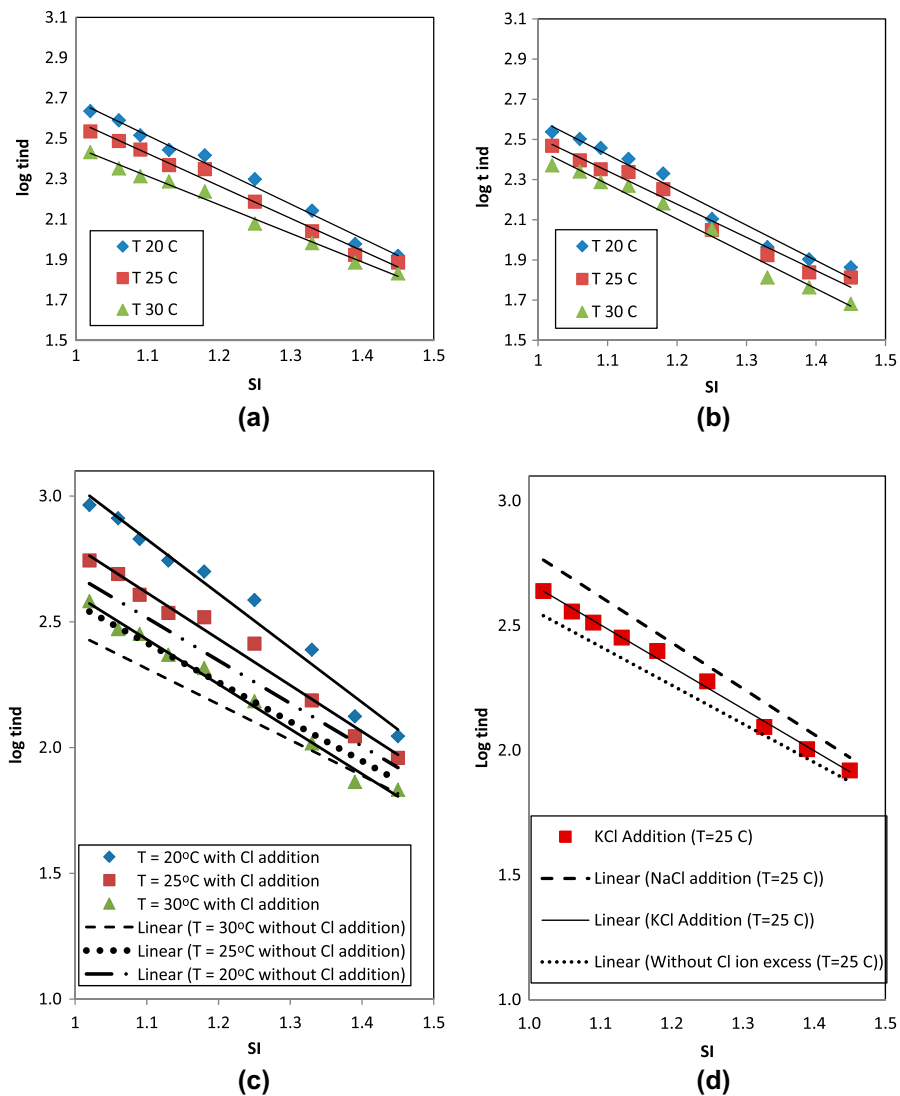 3.1
2.9
2.7
2.5
2.3
2.1
1.9
1.7
1.5
log tind
T 20 C
T 25 C
T 30 C
1
1.1
1.2
1.3
1.4
1.5
SI
(a)
3.1
2.9
2.7
2.5
2.3
2.1
1.9
1.7
1.5
log t ind
T 20 C
T 25 C
T 30 C
1
1.1
1.2
1.3
1.4
1.5
SI
(b)
3.0
2.5
2.0
1.5
1.0
log tind
T = 20ºC with Cl addition
T = 25ºC with Cl addition
T = 30ºC with Cl addition
Linear (T = 30ºC without Cl addition)
Linear (T = 25ºC without Cl addition)
Linear (T = 20ºC without Cl addition)
1
1.1
1.2
1.3
1.4
1.5
SI
(c)
3.0
2.5
2.0
1.5
1.0
Log tind
KCl Addition (T=25 C)
Linear (NaCl addition (T=25 C))
Linear (KCl Addition (T=25 C))
Linear (Without Cl ion excess (T=25 C))
1.0
1.1
1.2
1.3
1.4
1.5
SI
(d)